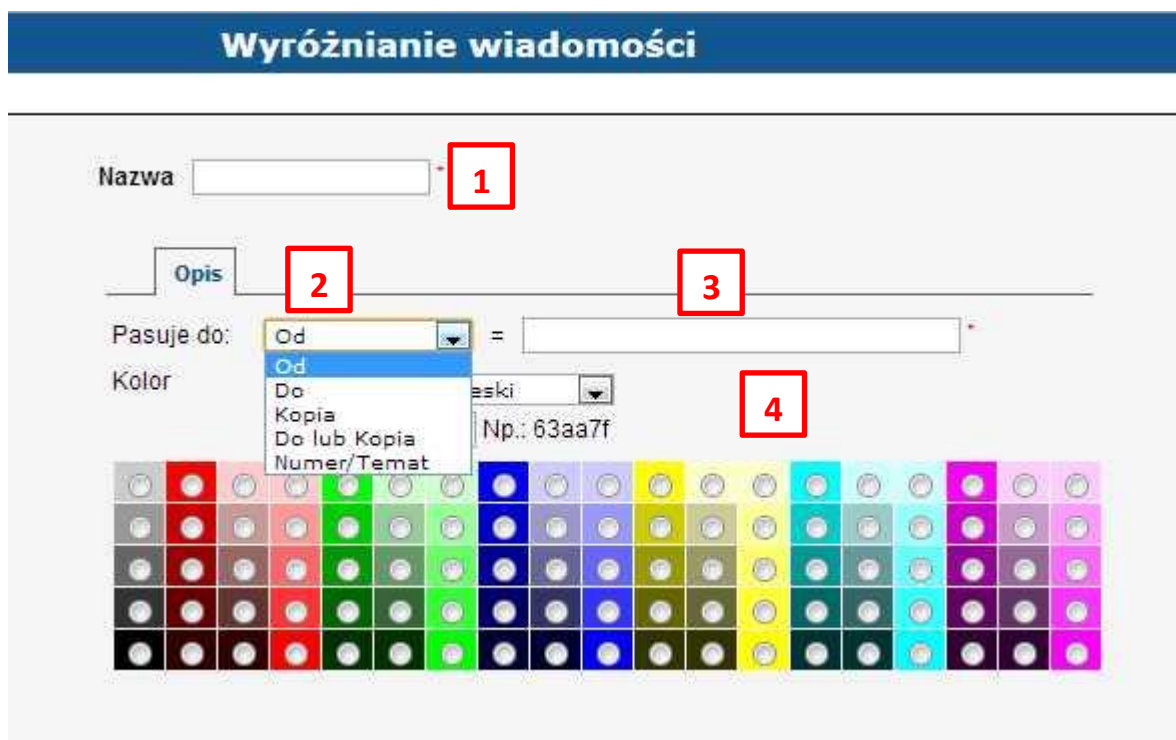 Wyróżnianie wiadomości
Nazwa * 1
Opis 2 3
Pasuje do: Od = *
Od
Kolor
Do eski
Kopia 4
Do lub Kopia Np.: 63aa7f
Numer/Temat